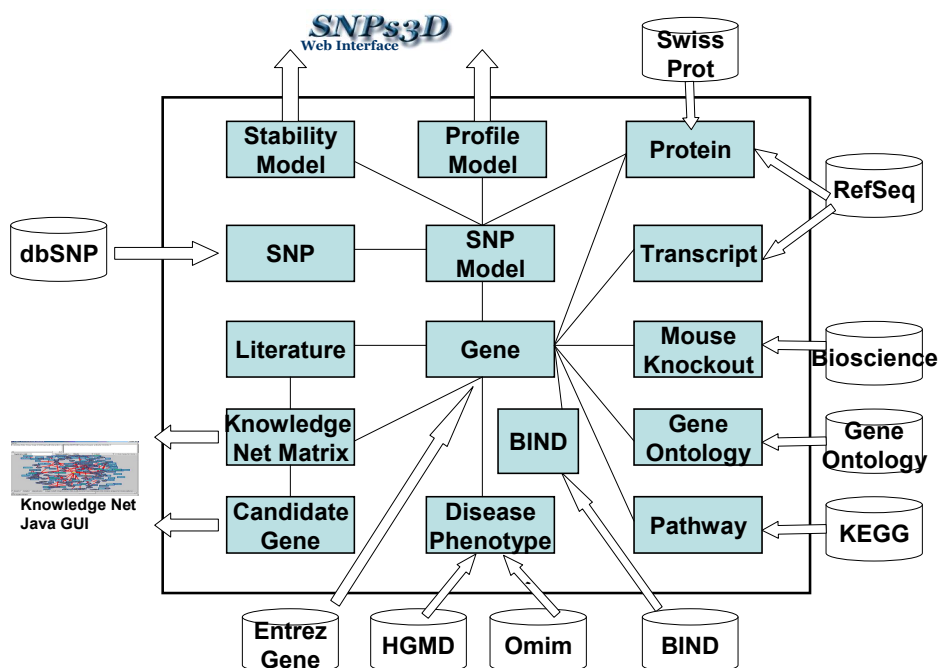 SNPs3D
Web Interface
Swiss
Prot
Stability
Model
Profile
Model
Protein
RefSeq
dbSNP
SNP
SNP
Model
Transcript
Literature
Gene
Mouse
Knockout
Bioscience
Knowledge
Net Matrix
BIND
Gene
Ontology
Gene
Ontology
Knowledge Net
Java GUI
Candidate
Gene
Disease
Phenotype
Pathway
KEGG
Entrez
Gene
HGMD
Omim
BIND